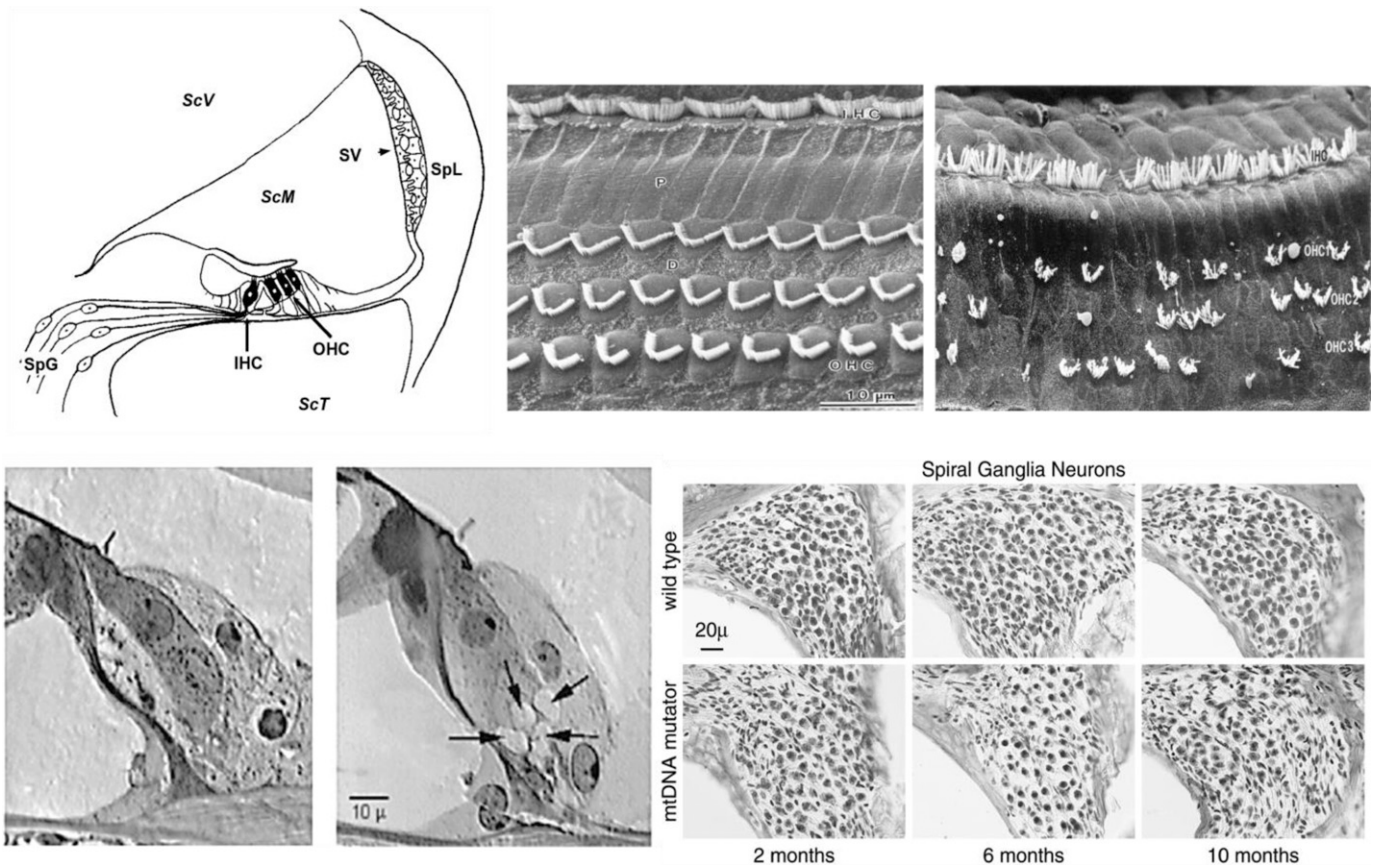 ScV
SV
SpL
ScM
SpG
IHC
OHC
ScT
IHC
P
D
OHC
10 μm
IHC
OHC1
OHC2
OHC3
10 μ
Spiral Ganglia Neurons
wild type
20μ
mtDNA mutator
2 months
6 months
10 months